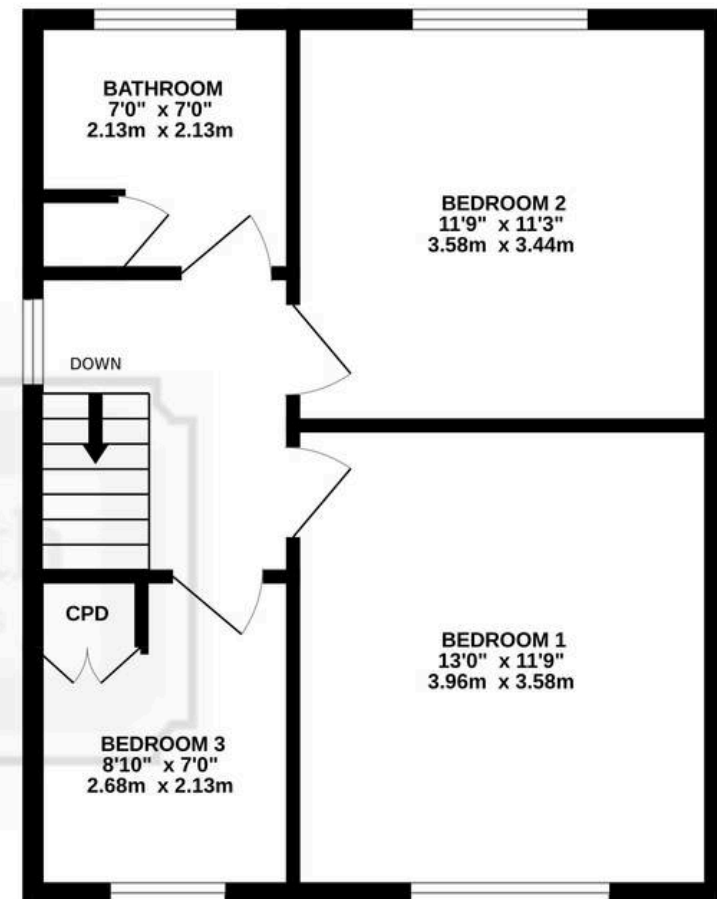 BATHROOM
7'0" x 7'0"
2.13m x 2.13m
BEDROOM 2
11'9" x 11'3"
3.58m x 3.44m
DOWN
CPD
BEDROOM 1
13'0" x 11'9"
3.96m x 3.58m
BEDROOM 3
8'10" x 7'0"
2.68m x 2.13m